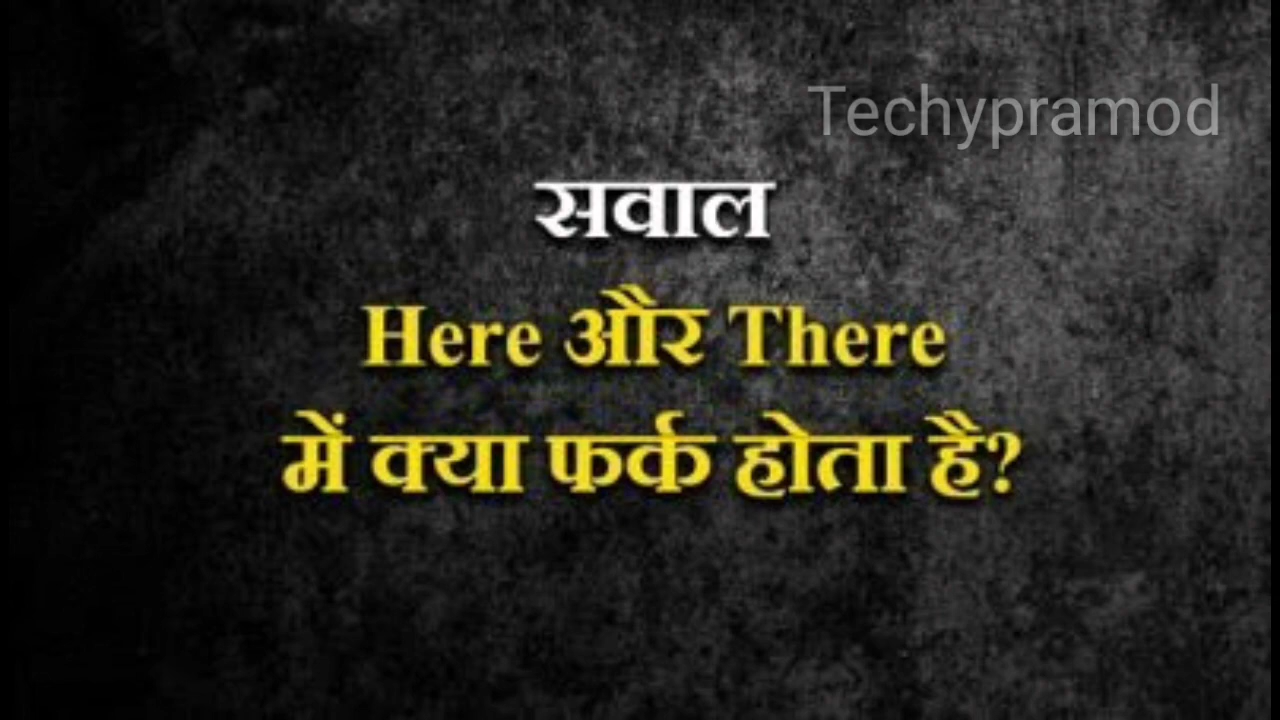 Techypramod
सवाल
Here और There
में क्या फर्क होता है?